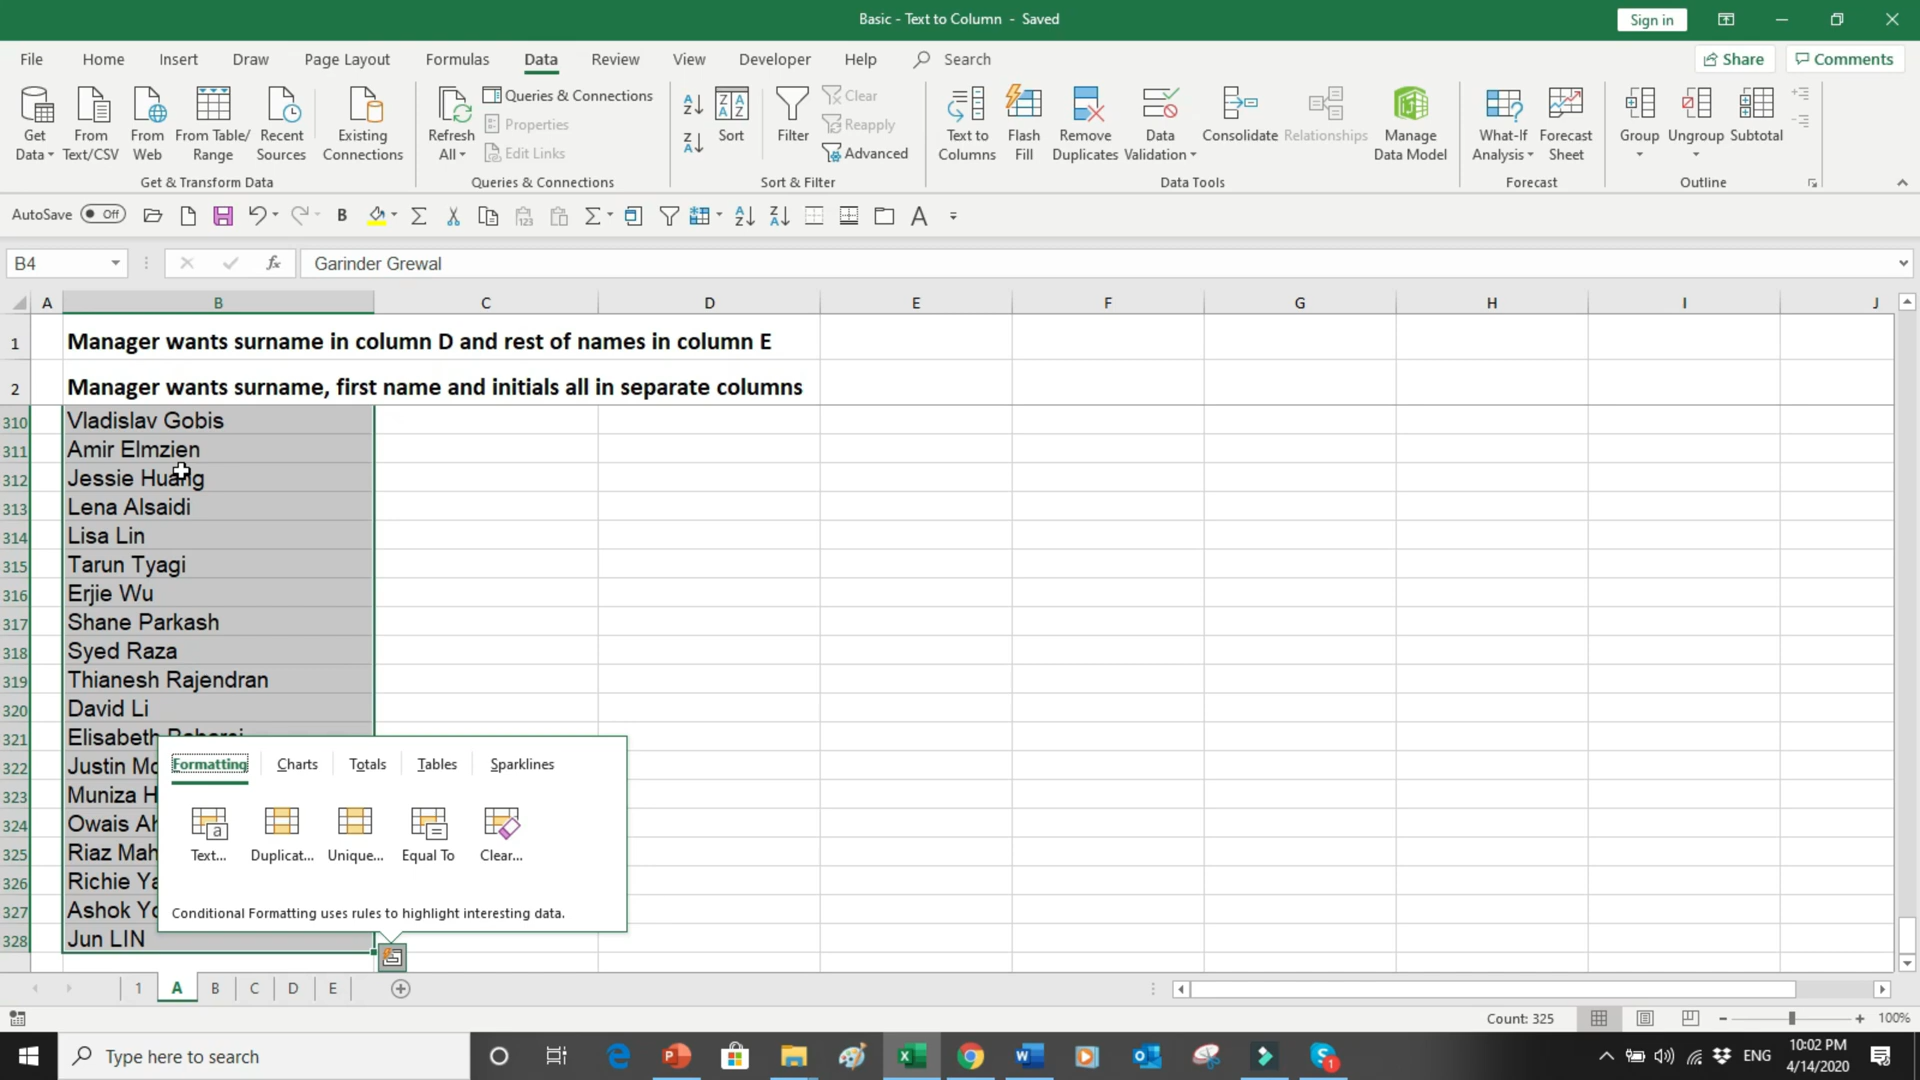 Basic - Text to Column - Saved
Sign in
File Home Insert Draw Page Layout Formulas Data Review View Developer Help Search
Share Comments
Get Data
From Text/CSV
From Web
From Table/Range
Recent Sources
Existing Connections
Get & Transform Data
Refresh All
Queries & Connections
Properties
Edit Links
Queries & Connections
Sort
Filter
Clear
Reapply
Advanced
Sort & Filter
Text to Columns
Flash Fill
Remove Duplicates
Data Validation
Consolidate
Relationships
Manage Data Model
Data Tools
What-If Analysis
Forecast Sheet
Forecast
Group
Ungroup
Subtotal
Outline
AutoSave Off
B4 fx Garinder Grewal
A B C D E F G H I J
1 Manager wants surname in column D and rest of names in column E
2 Manager wants surname, first name and initials all in separate columns
310 Vladislav Gobis
311 Amir Elmzien
312 Jessie Huang
313 Lena Alsaidi
314 Lisa Lin
315 Tarun Tyagi
316 Erjie Wu
317 Shane Parkash
318 Syed Raza
319 Thianesh Rajendran
320 David Li
321 Elisabeth
322 Justin Mc
323 Muniza H
324 Owais Ah
325 Riaz Mah
326 Richie Ya
327 Ashok Yo
328 Jun LIN
Formatting Charts Totals Tables Sparklines
Text... Duplicat... Unique... Equal To Clear...
Conditional Formatting uses rules to highlight interesting data.
1 A B C D E
Count: 325 100%
Type here to search
ENG
10:02 PM
4/14/2020